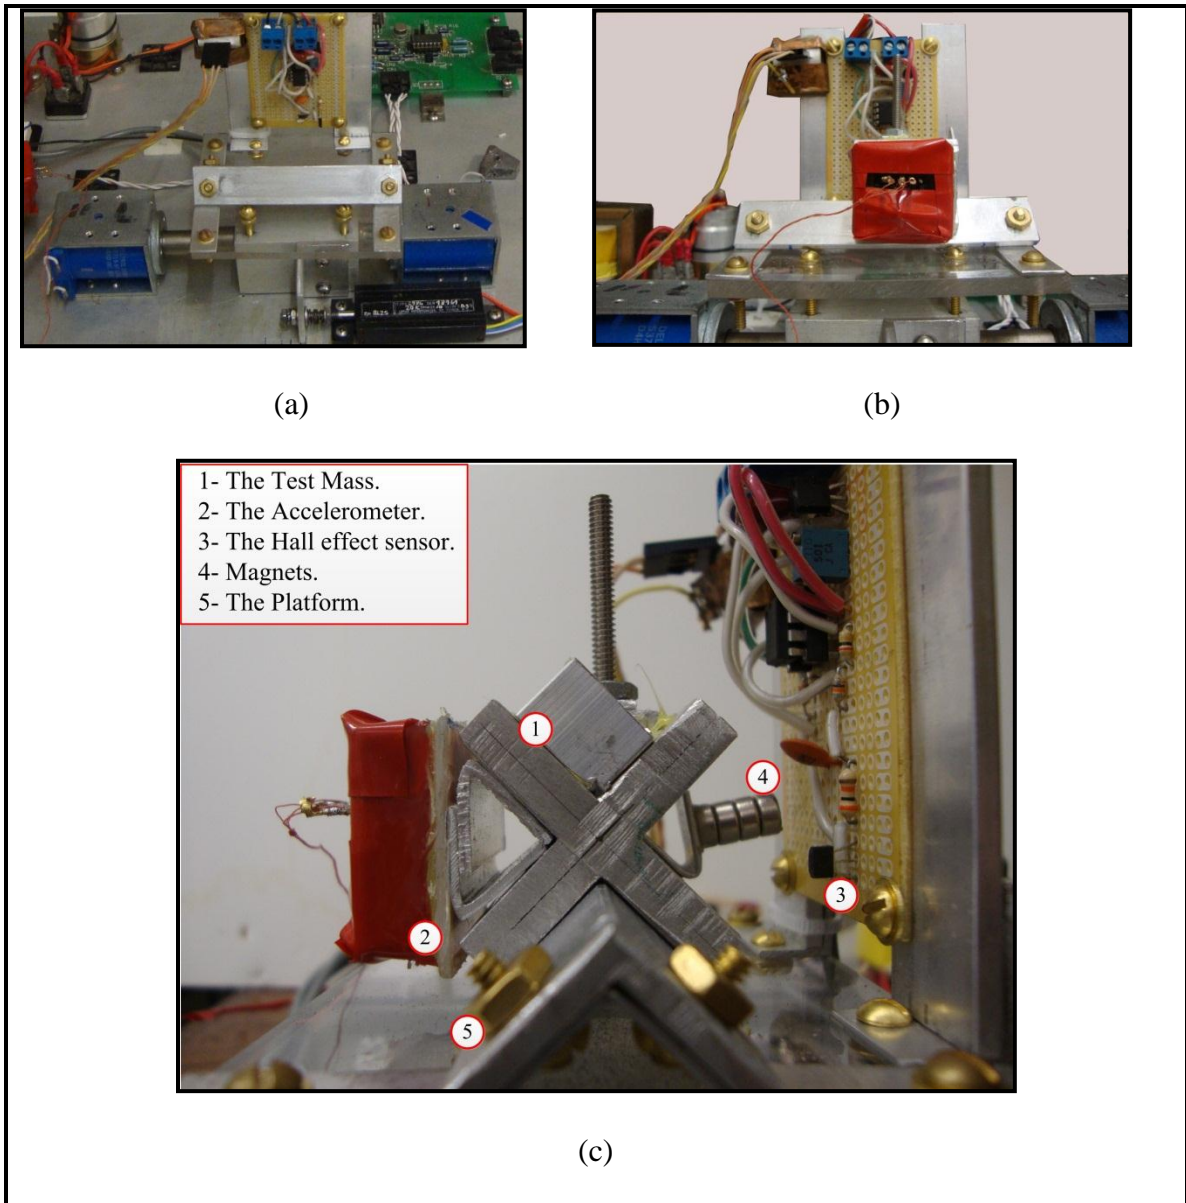 (a)
(b)
1- The Test Mass.
2- The Accelerometer.
3- The Hall effect sensor.
4- Magnets.
5- The Platform.
1
4
3
2
5
(c)